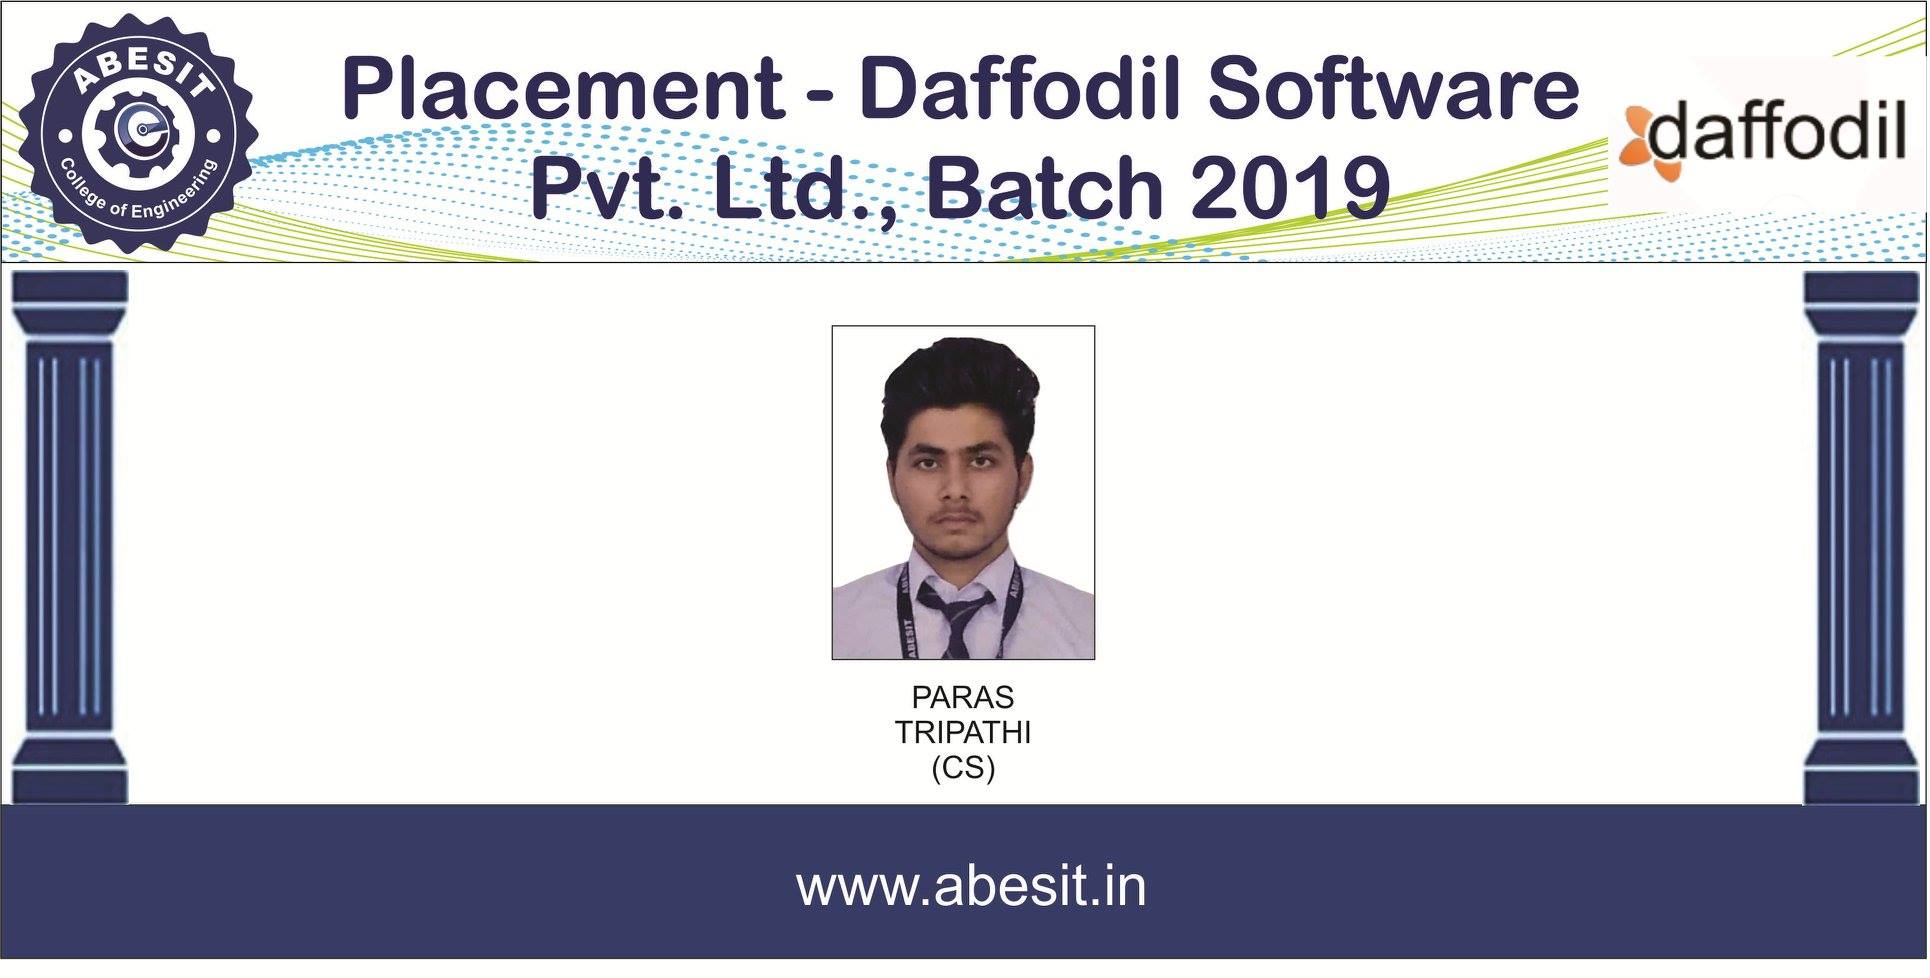 ABESIT
College of Engineering
Placement - Daffodil Software
Pvt. Ltd., Batch 2019
daffodil
ABESIT
PARAS
TRIPATHI
(CS)
www.abesit.in